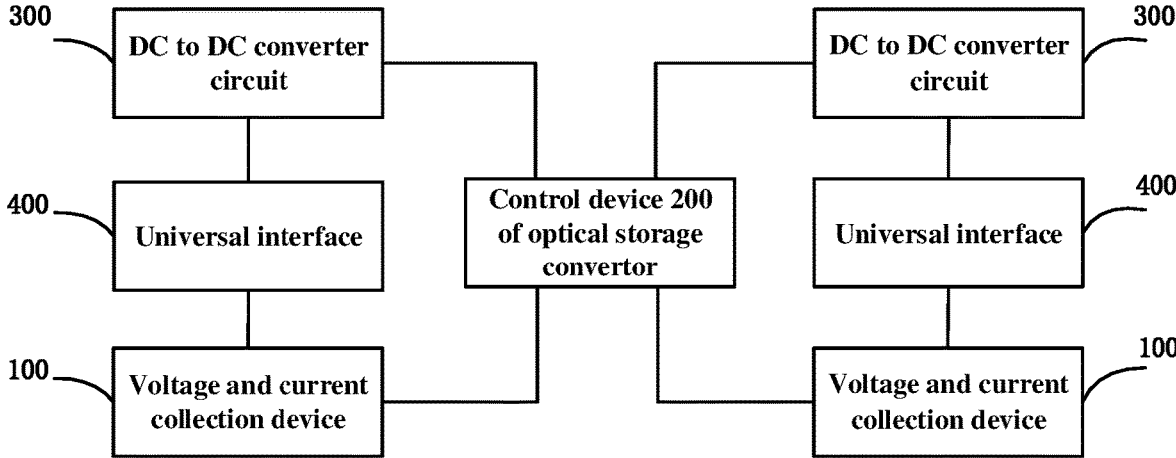 300
DC to DC converter
circuit
DC to DC converter
circuit
300
400
Universal interface
Control device 200
of optical storage
convertor
Universal interface
400
100
Voltage and current
collection device
Voltage and current
collection device
100